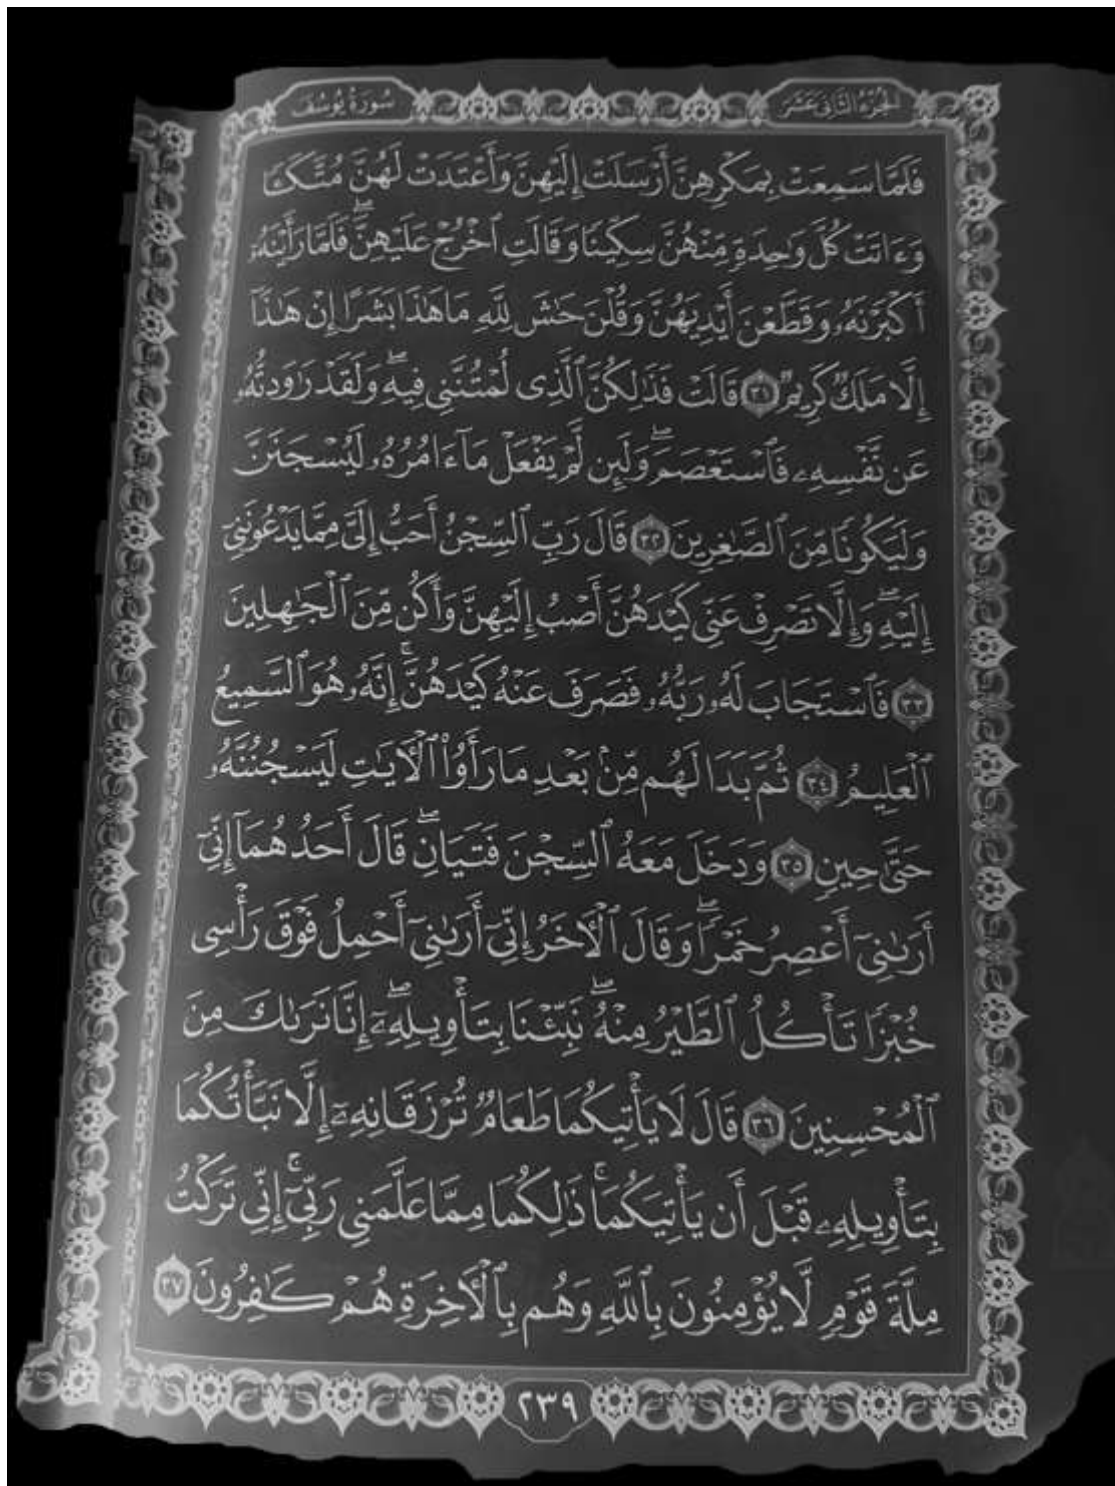 الجزء الثاني عشر
سورة يوسف
فَلَمَّا سَمِعَتْ بِمَكْرِهِنَّ أَرْسَلَتْ إِلَيْهِنَّ وَأَعْتَدَتْ لَهُنَّ مُتَّكَـًٔا
وَءَاتَتْ كُلَّ وَٰحِدَةٍ مِّنْهُنَّ سِكِّينًا وَقَالَتِ ٱخْرُجْ عَلَيْهِنَّ ۖ فَلَمَّا رَأَيْنَهُۥٓ
أَكْبَرْنَهُۥ وَقَطَّعْنَ أَيْدِيَهُنَّ وَقُلْنَ حَـٰشَ لِلَّهِ مَا هَـٰذَا بَشَرًا إِنْ هَـٰذَآ
إِلَّا مَلَكٌ كَرِيمٌ ٣١ قَالَتْ فَذَٰلِكُنَّ ٱلَّذِى لُمْتُنَّنِى فِيهِ ۖ وَلَقَدْ رَٰوَدتُّهُۥ
عَن نَّفْسِهِۦ فَٱسْتَعْصَمَ ۖ وَلَئِن لَّمْ يَفْعَلْ مَآ ءَامُرُهُۥ لَيُسْجَنَنَّ
وَلَيَكُونًا مِّنَ ٱلصَّـٰغِرِينَ ٣٢ قَالَ رَبِّ ٱلسِّجْنُ أَحَبُّ إِلَىَّ مِمَّا يَدْعُونَنِىٓ
إِلَيْهِ ۖ وَإِلَّا تَصْرِفْ عَنِّى كَيْدَهُنَّ أَصْبُ إِلَيْهِنَّ وَأَكُن مِّنَ ٱلْجَـٰهِلِينَ
٣٣ فَٱسْتَجَابَ لَهُۥ رَبُّهُۥ فَصَرَفَ عَنْهُ كَيْدَهُنَّ ۚ إِنَّهُۥ هُوَ ٱلسَّمِيعُ
ٱلْعَلِيمُ ٣٤ ثُمَّ بَدَا لَهُم مِّنۢ بَعْدِ مَا رَأَوُا۟ ٱلْـَٔايَـٰتِ لَيَسْجُنُنَّهُۥ
حَتَّىٰ حِينٍ ٣٥ وَدَخَلَ مَعَهُ ٱلسِّجْنَ فَتَيَانِ ۖ قَالَ أَحَدُهُمَآ إِنِّىٓ
أَرَىٰنِىٓ أَعْصِرُ خَمْرًا ۖ وَقَالَ ٱلْـَٔاخَرُ إِنِّىٓ أَرَىٰنِىٓ أَحْمِلُ فَوْقَ رَأْسِى
خُبْزًا تَأْكُلُ ٱلطَّيْرُ مِنْهُ ۖ نَبِّئْنَا بِتَأْوِيلِهِۦٓ ۖ إِنَّا نَرَىٰكَ مِنَ
ٱلْمُحْسِنِينَ ٣٦ قَالَ لَا يَأْتِيكُمَا طَعَامٌ تُرْزَقَانِهِۦٓ إِلَّا نَبَّأْتُكُمَا
بِتَأْوِيلِهِۦ قَبْلَ أَن يَأْتِيَكُمَا ۚ ذَٰلِكُمَا مِمَّا عَلَّمَنِى رَبِّىٓ ۚ إِنِّى تَرَكْتُ
مِلَّةَ قَوْمٍ لَّا يُؤْمِنُونَ بِٱللَّهِ وَهُم بِٱلْـَٔاخِرَةِ هُمْ كَـٰفِرُونَ ٣٧
٢٣٩